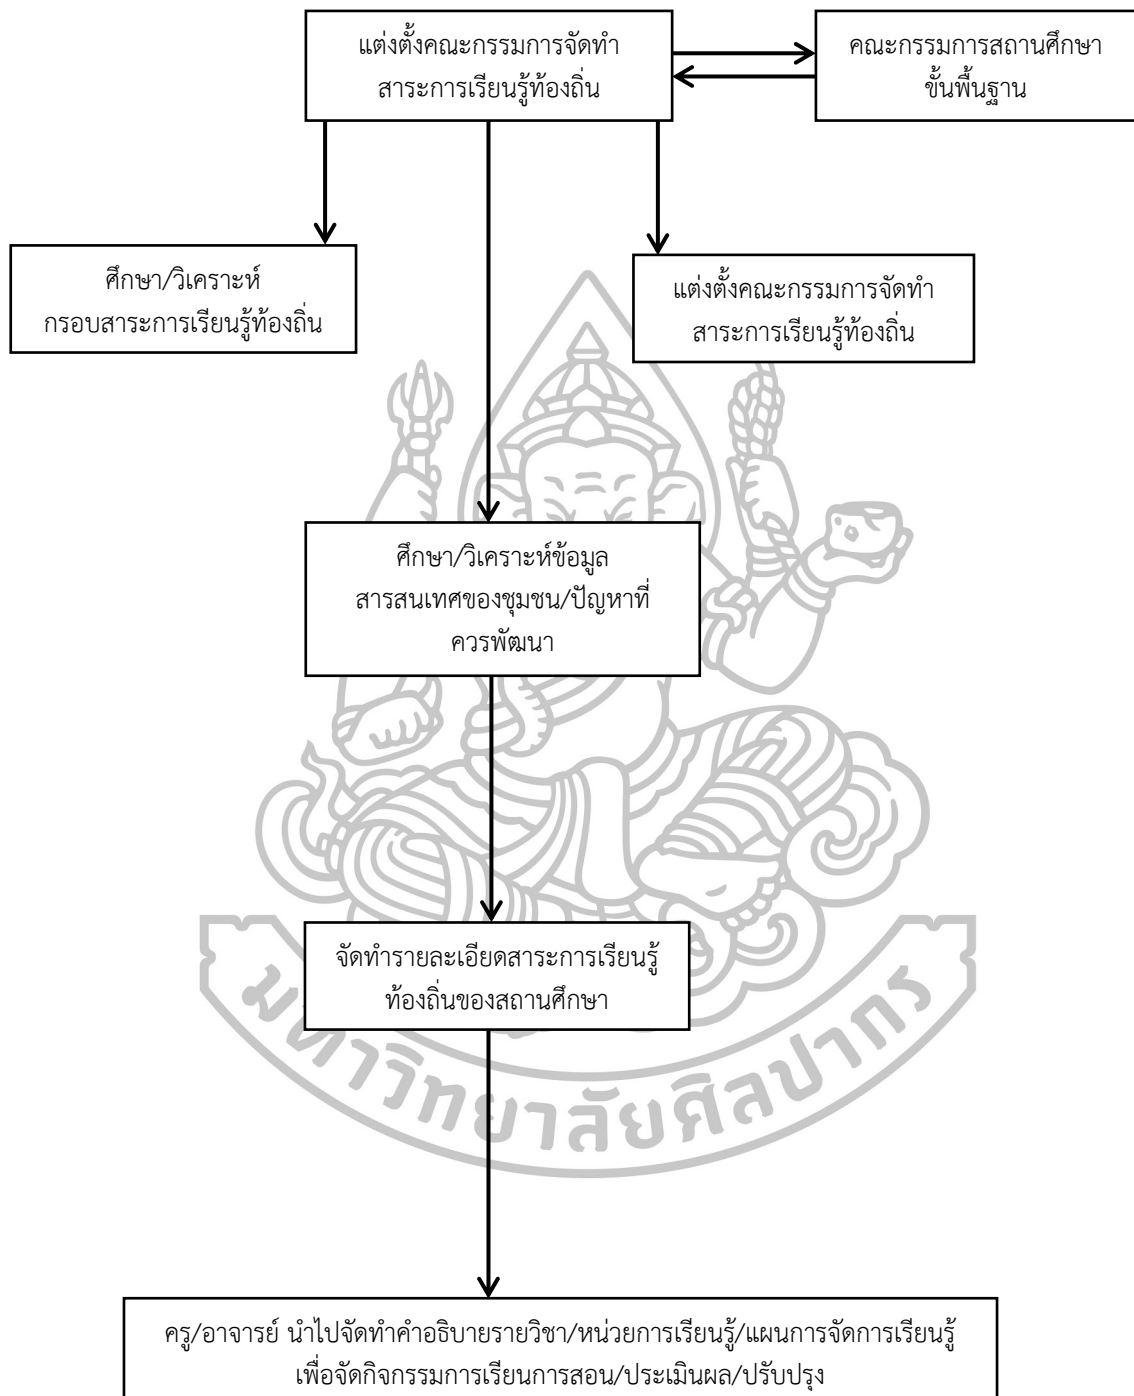 แต่งตั้งคณะกรรมการจัดทำ
สาระการเรียนรู้ท้องถิ่น
คณะกรรมการสถานศึกษา
ขั้นพื้นฐาน
ศึกษา/วิเคราะห์
กรอบสาระการเรียนรู้ท้องถิ่น
แต่งตั้งคณะกรรมการจัดทำ
สาระการเรียนรู้ท้องถิ่น
ศึกษา/วิเคราะห์ข้อมูล
สารสนเทศของชุมชน/ปัญหาที่
ควรพัฒนา
จัดทำรายละเอียดสาระการเรียนรู้
ท้องถิ่นของสถานศึกษา
มหาวิทยาลัยศิลปากร
ครู/อาจารย์ นำไปจัดทำคำอธิบายรายวิชา/หน่วยการเรียนรู้/แผนการจัดการเรียนรู้
เพื่อจัดกิจกรรมการเรียนการสอน/ประเมินผล/ปรับปรุง